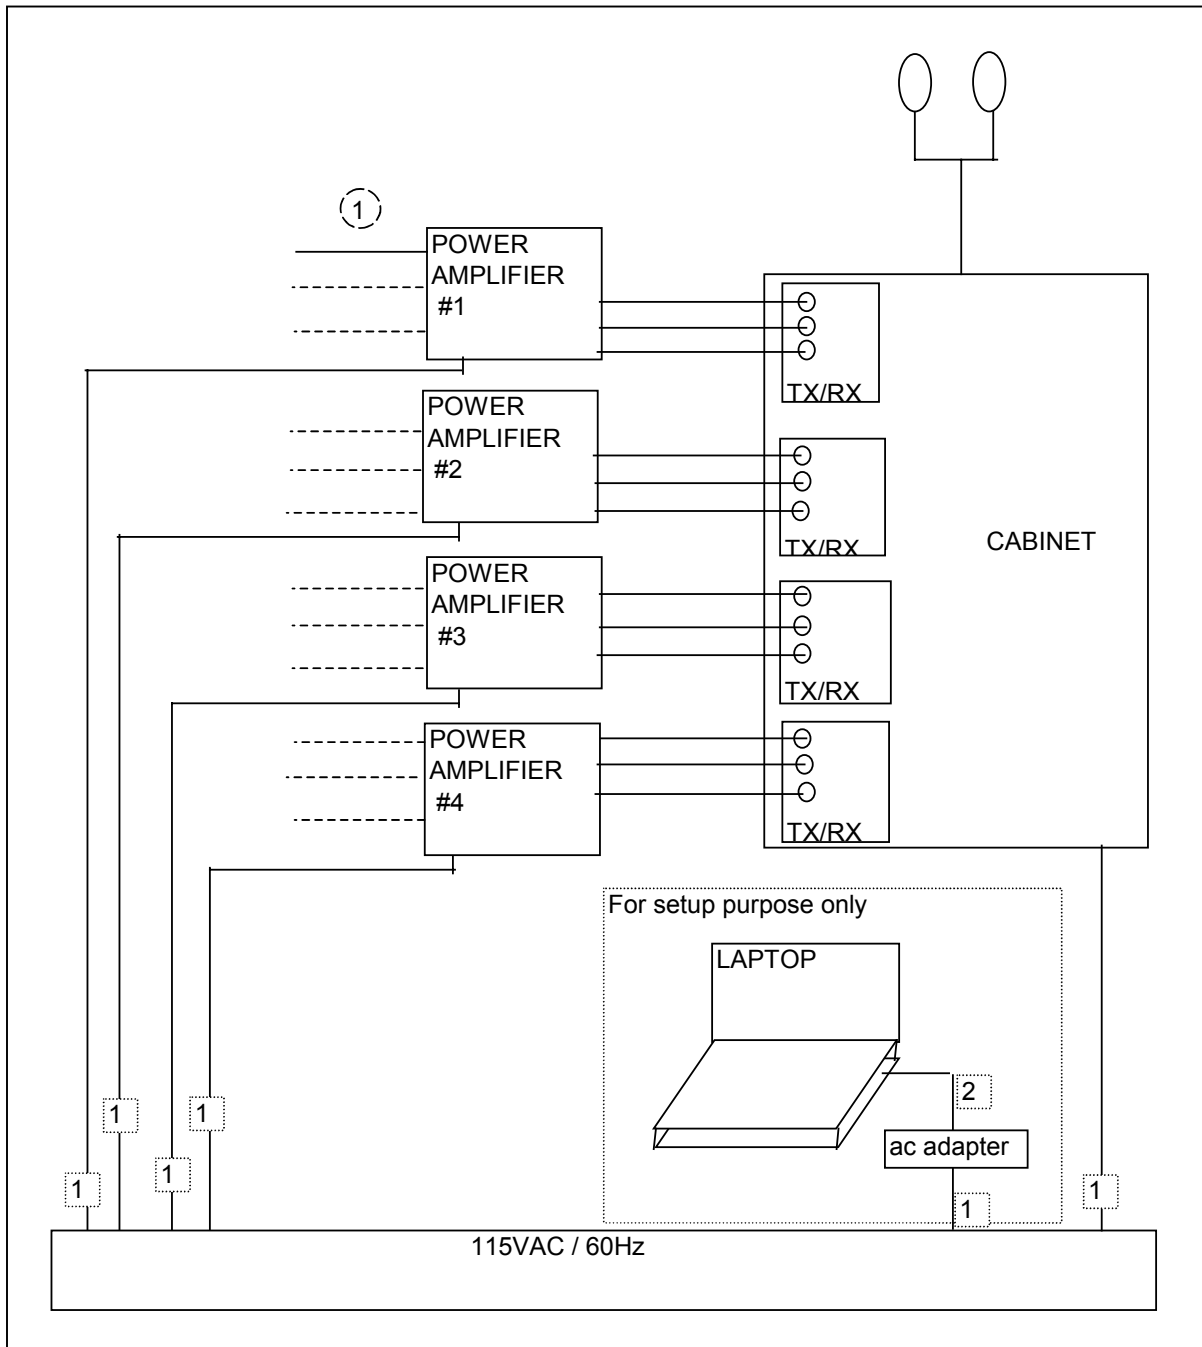 1
POWER
AMPLIFIER
#1
TX/RX
POWER
AMPLIFIER
#2
TX/RX
CABINET
POWER
AMPLIFIER
#3
TX/RX
POWER
AMPLIFIER
#4
TX/RX
For setup purpose only
LAPTOP
2
ac adapter
1
1
1
1
1
1
115VAC / 60Hz